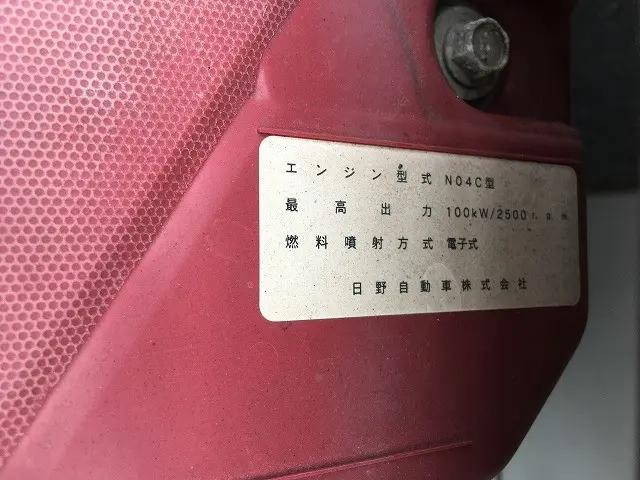 エンジン型式 N04C型
最高出力 100kW/2500 r.p.m
燃料噴射方式 電子式
日野自動車株式会社